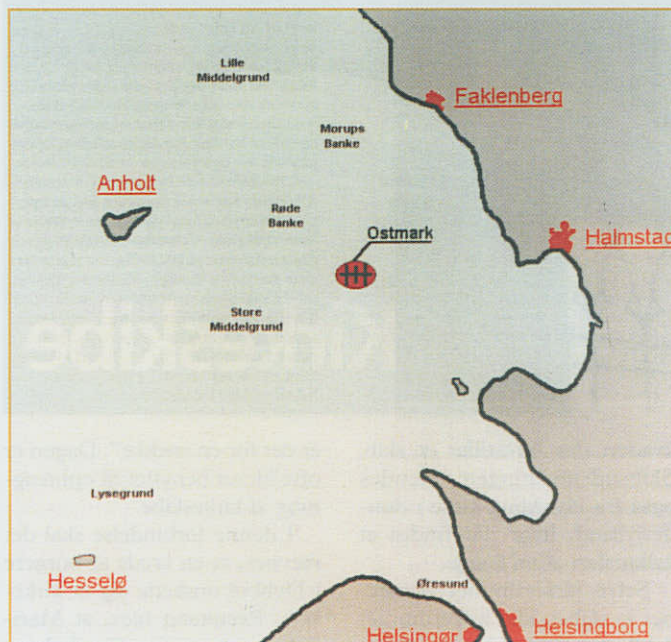 Lille
Middelgrund
Faklenberg
Morups
Banke
Anholt
Røde
Banke
Ostmark
Halmstad
Store
Middelgrund
Lysegrund
Hesselø
Øresund
Helsingør
Helsingborg